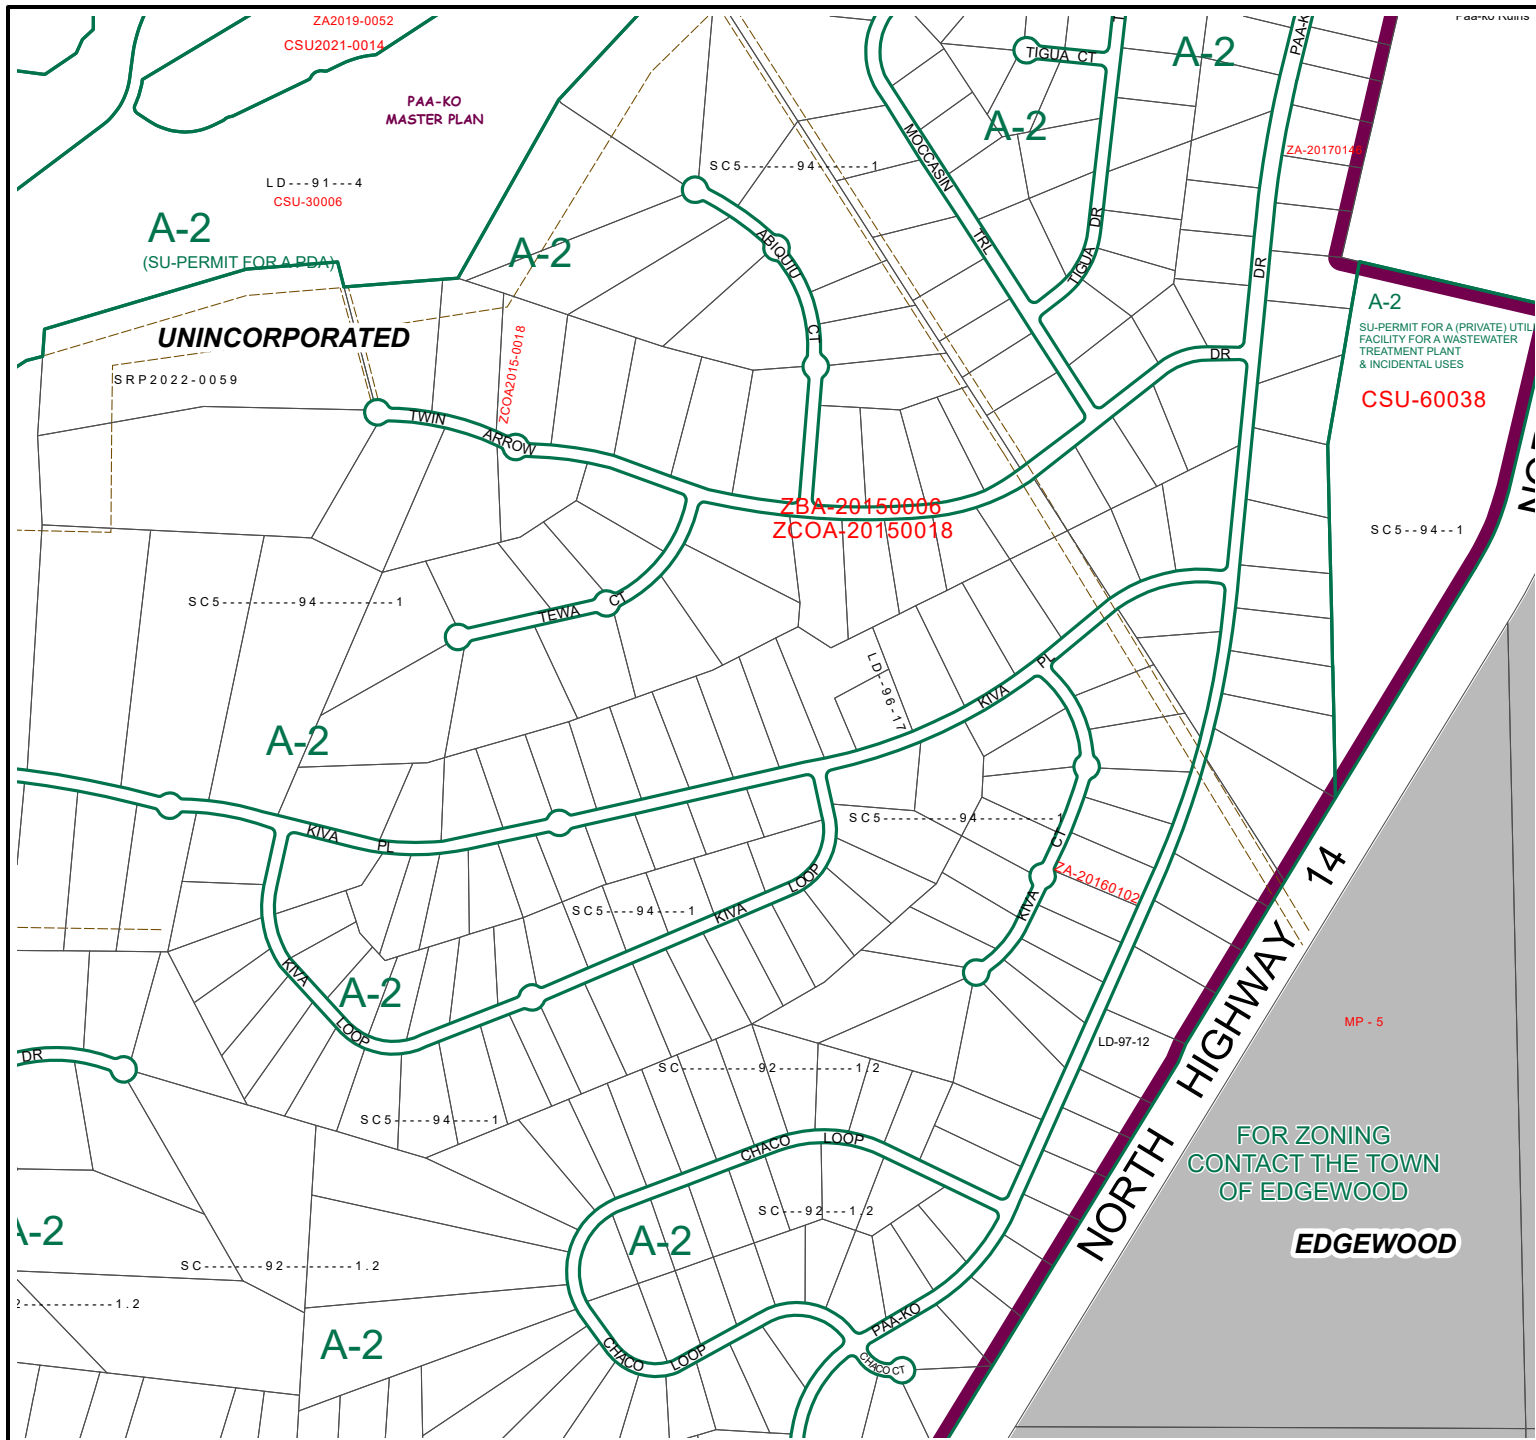 ZA2019-0052
CSU2021-0014
PAA-KO
MASTER PLAN
LD---91---4
CSU-30006
A-2
(SU-PERMIT FOR A PDA)
A-2
UNINCORPORATED
SRP2022-0059
ZCOA2015-0018
TWIN
ARROW
SC5-------94-------1
ABIQUIU
CT
MOCCASIN
TRL
TIGUA CT
A-2
A-2
TIGUA
DR
DR
DR
ZA-2017014
A-2
SU-PERMIT FOR A (PRIVATE) UTIL
FACILITY FOR A WASTEWATER
TREATMENT PLANT
& INCIDENTAL USES
CSU-60038
SC5--94--1
ZBA-20150006
ZCOA-20150018
SC5---------94----------1
TEWA
CT
LD--96-17
KIVA
PL
A-2
KIVA
PL
SC5---------94---------1
CT
KIVA
ZA-20160102
SC5----94----1
KIVA
LOOP
KIVA
LOOP
A-2
DR
SC5-----94-----1
SC---------92---------1.2
LD-97-12
NORTH HIGHWAY 14
MP - 5
FOR ZONING
CONTACT THE TOWN
OF EDGEWOOD
EDGEWOOD
CHACO
LOOP
SC---92---1.2
A-2
A-2
SC--------92--------1.2
-----------1.2
A-2
CHACO
LOOP
PAA-KO
CHACO CT